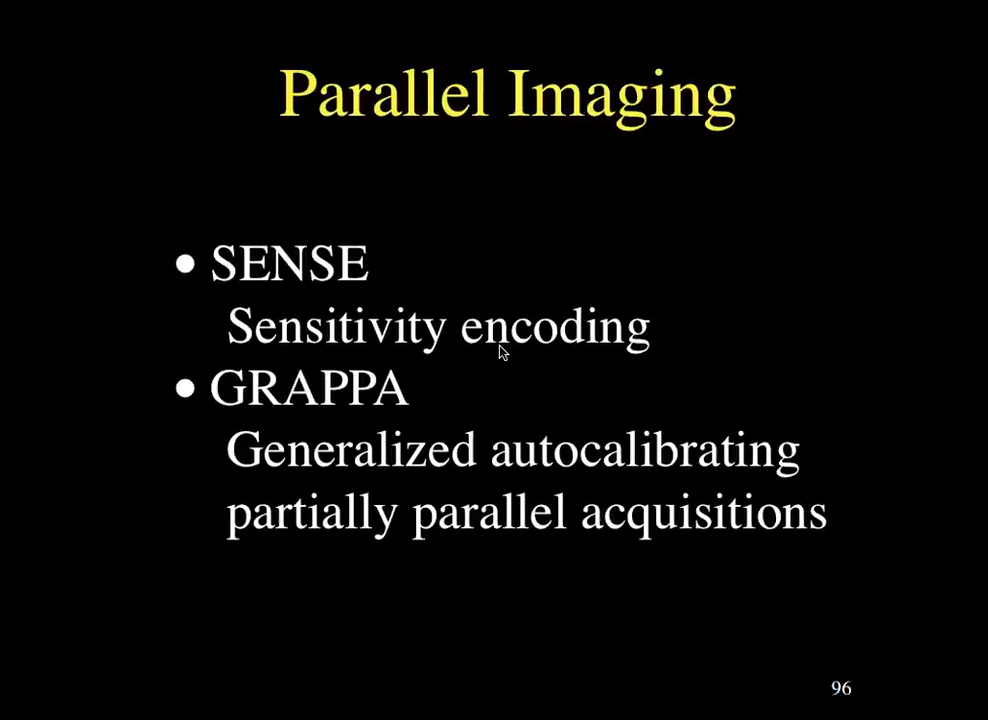 Parallel Imaging
• SENSE
Sensitivity encoding
• GRAPPA
Generalized autocalibrating
partially parallel acquisitions
96